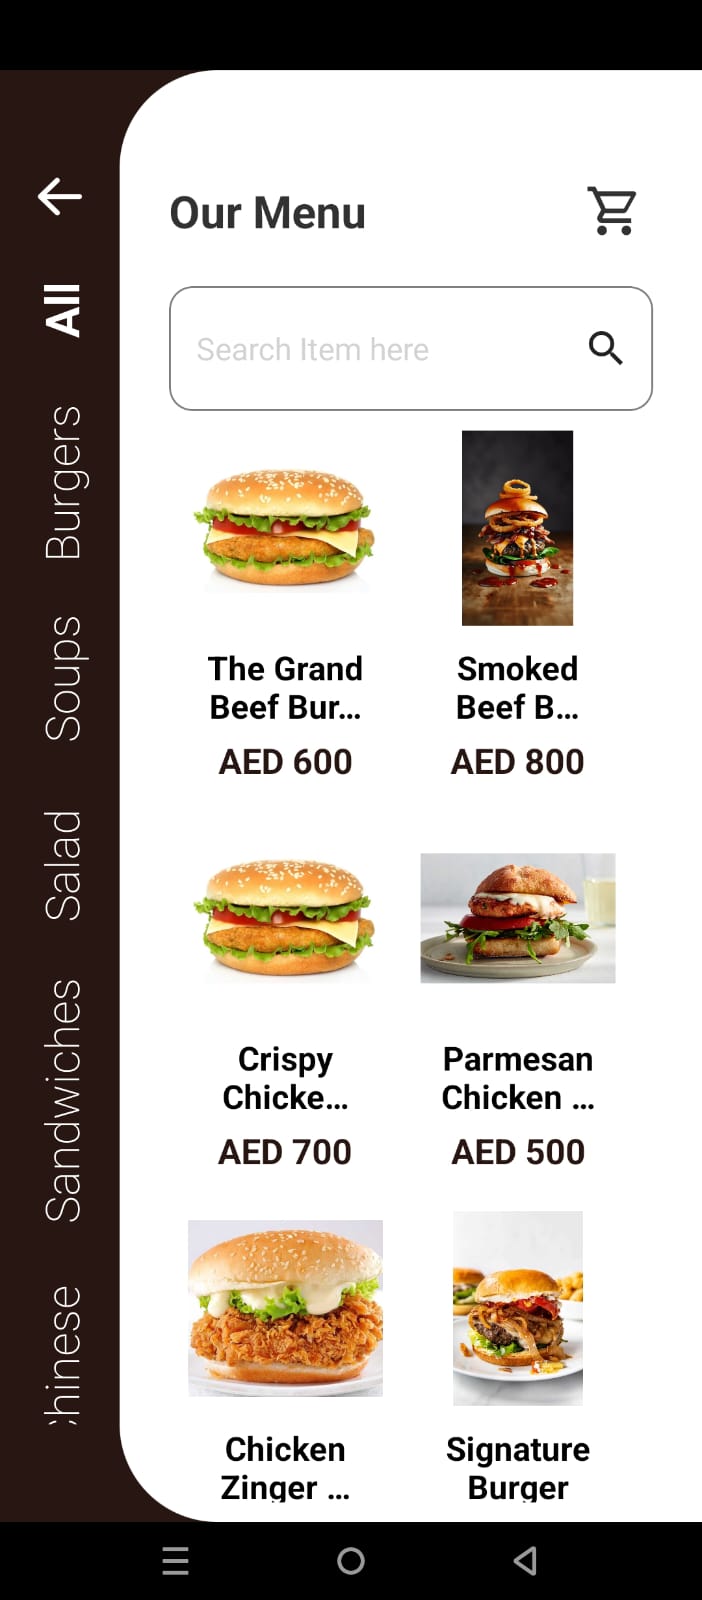 Our Menu
Search Item here
All
Burgers
Soups
Salad
Sandwiches
hinese
The Grand
Beef Bur...
AED 600
Smoked
Beef B...
AED 800
Crispy
Chicke...
AED 700
Parmesan
Chicken ...
AED 500
Chicken
Zinger ...
Signature
Burger